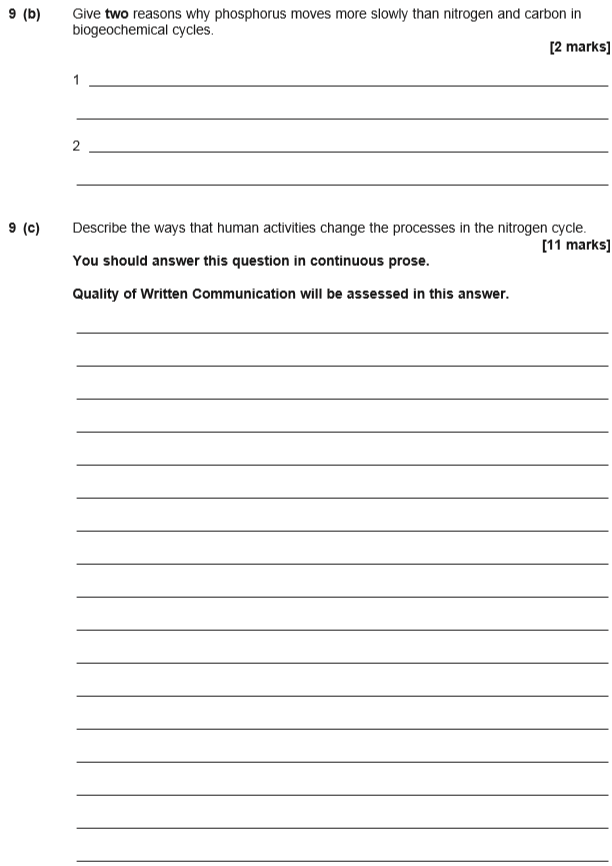 9 (b) Give two reasons why phosphorus moves more slowly than nitrogen and carbon in
biogeochemical cycles.
[2 marks]
1
2
9 (c) Describe the ways that human activities change the processes in the nitrogen cycle.
[11 marks]
You should answer this question in continuous prose.
Quality of Written Communication will be assessed in this answer.